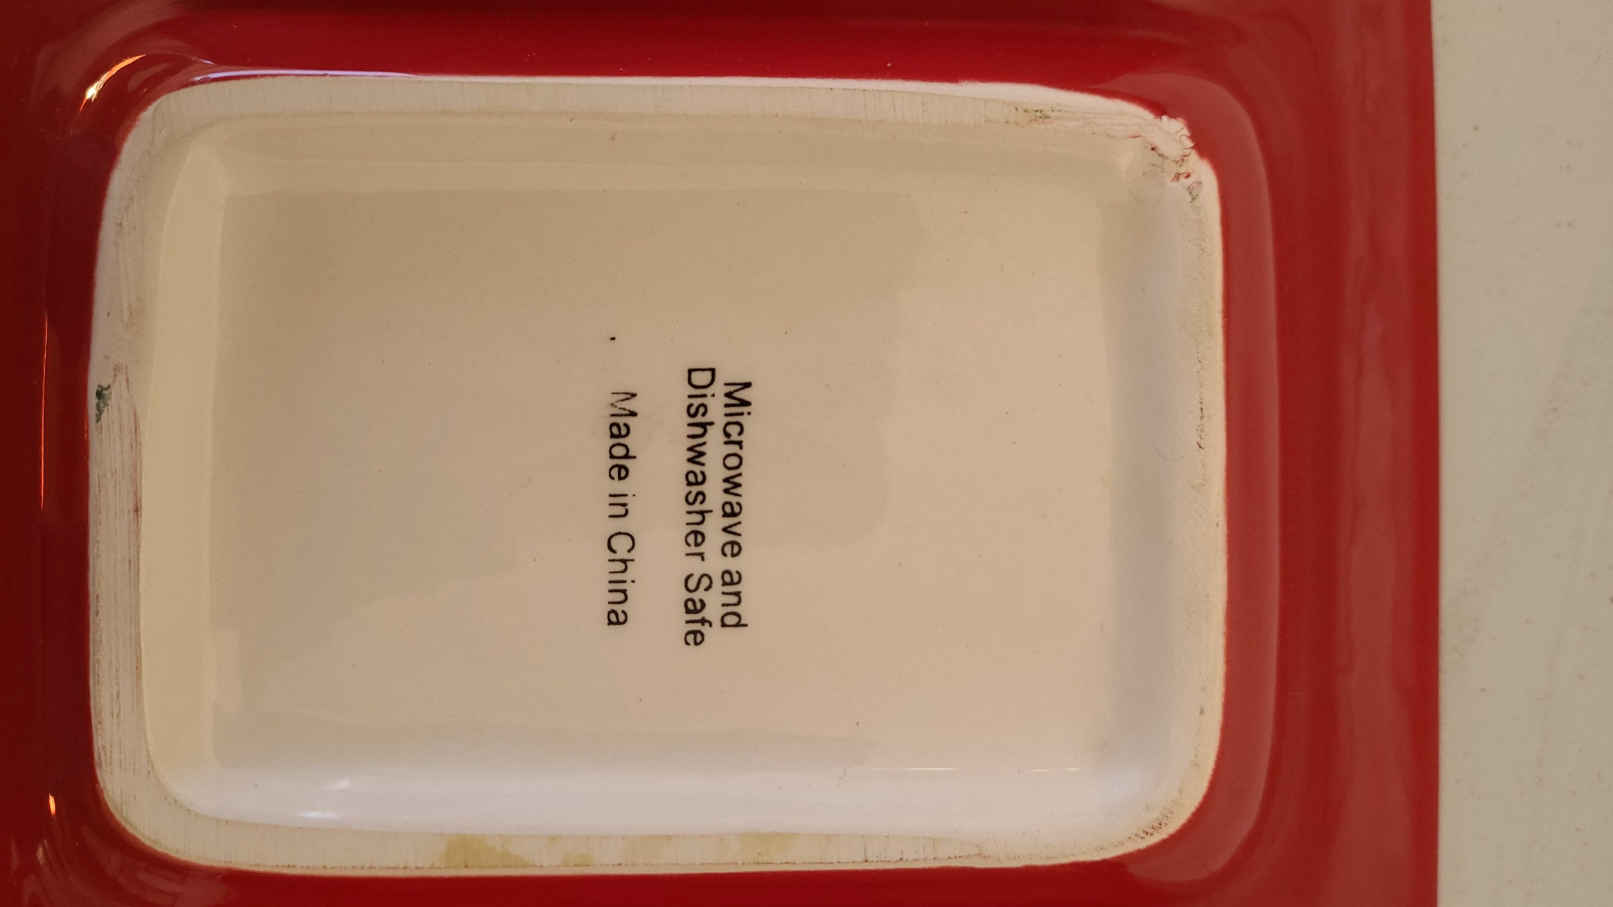 Microwave and
Dishwasher Safe
Made in China